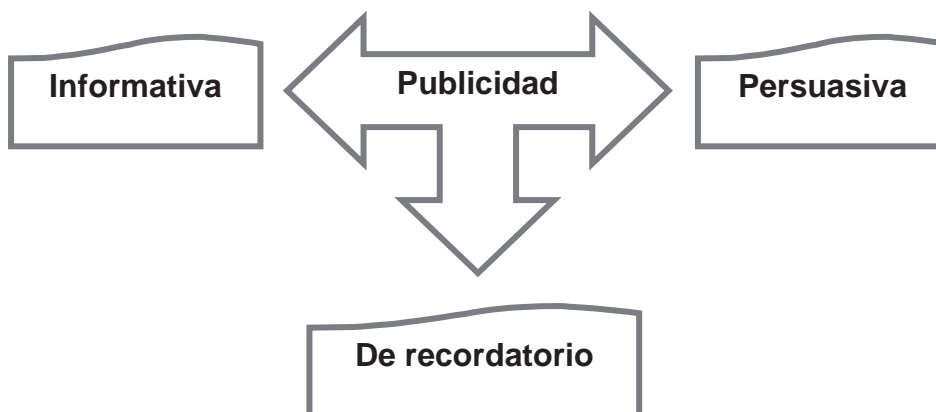 Informativa
Publicidad
Persuasiva
De recordatorio